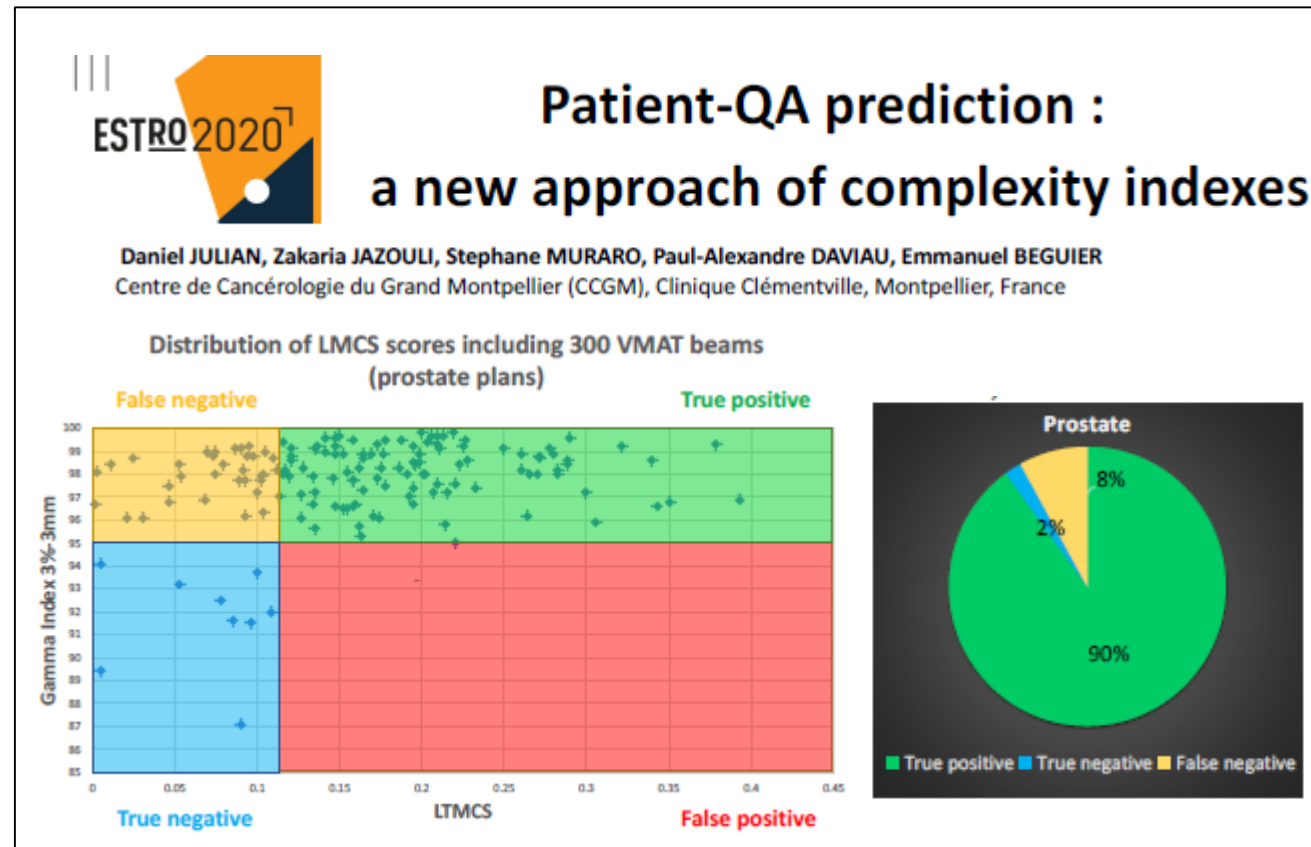 ESTRO 2020
Patient-QA prediction :
a new approach of complexity indexes
Daniel JULIAN, Zakaria JAZOULI, Stephane MURARO, Paul-Alexandre DAVIAU, Emmanuel BEGUIER
Centre de Cancérologie du Grand Montpellier (CCGM), Clinique Clémentville, Montpellier, France
Distribution of LMCS scores including 300 VMAT beams
(prostate plans)
False negative
True positive
Gamma Index 3%-3mm
100
99
98
97
96
95
94
93
92
91
90
89
88
87
86
85
0 0.05 0.1 0.15 0.2 0.25 0.3 0.35 0.4 0.45
LTMCS
True negative
False positive
Prostate
8%
2%
90%
True positive True negative False negative